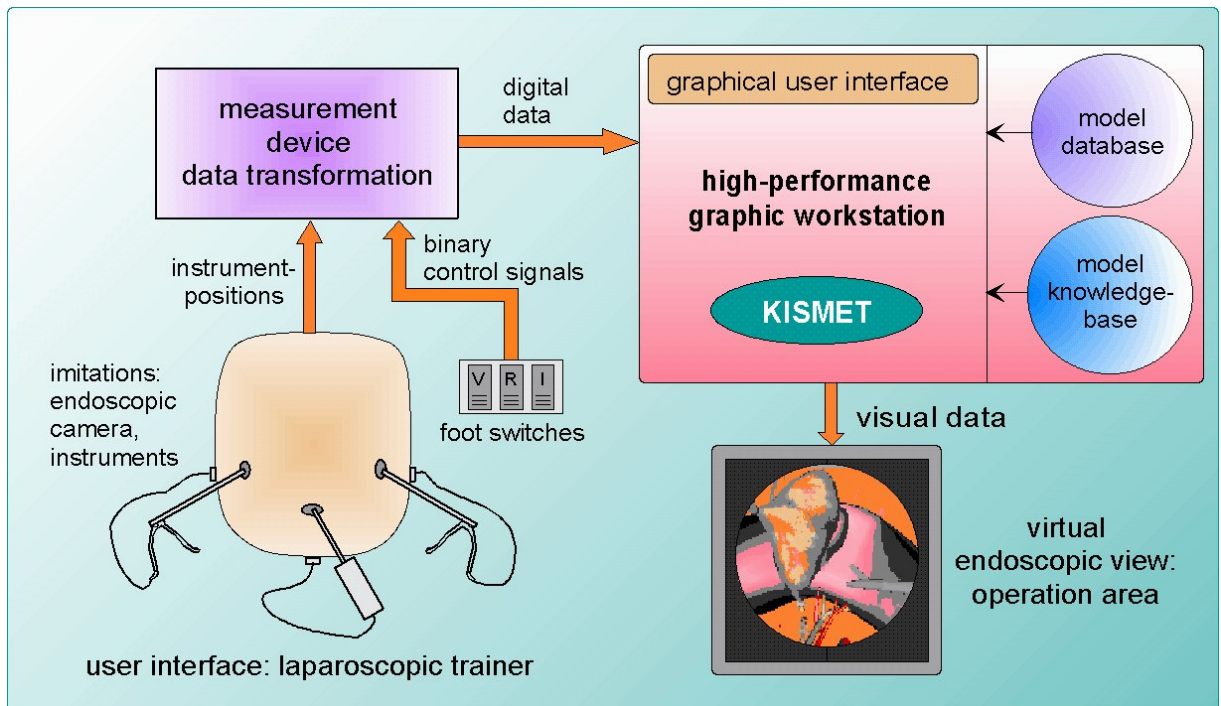 measurement
device
data transformation
digital
data
graphical user interface
high-performance
graphic workstation
KISMET
model
database
model
knowledge-
base
instrument-
positions
binary
control signals
V R I
foot switches
imitations:
endoscopic
camera,
instruments
user interface: laparoscopic trainer
visual data
virtual
endoscopic view:
operation area